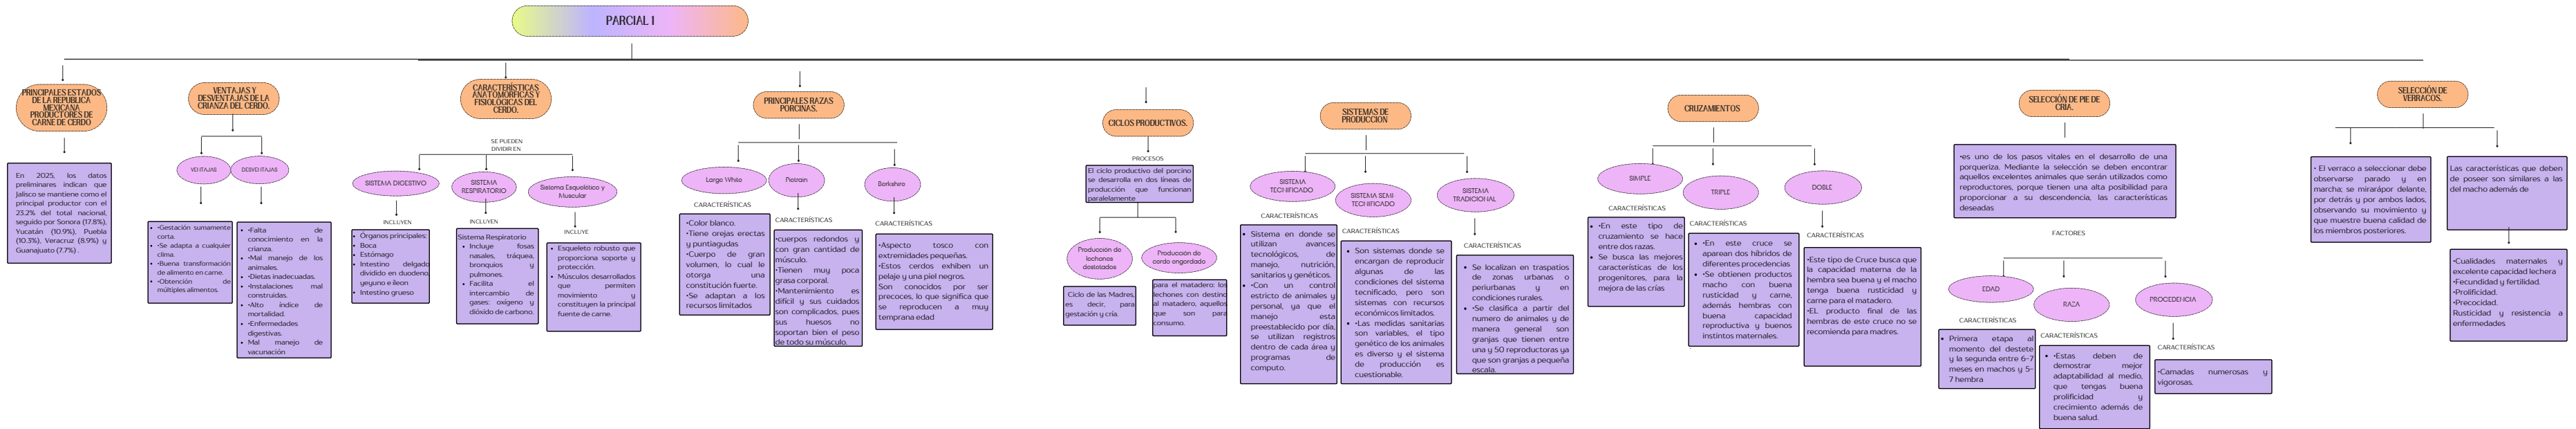 PARCIAL I
PRINCIPALES ESTADOS
DE LA REPUBLICA
MEXICANA
PRODUCTORES DE
CARNE DE CERDO
En 2025, los datos
preliminares indican que
Jalisco se mantiene como el
principal productor con el
23.2% del total nacional,
seguido por Sonora (17.8%),
Yucatán (10.9%), Puebla
(10.3%), Veracruz (8.9%) y
Guanajuato (7.7%) .
VENTAJAS Y
DESVENTAJAS DE LA
CRIANZA DEL CERDO.
VENTAJAS
•Gestación sumamente
corta.
•Se adapta a cualquier
clima.
•Buena transformación
de alimento en carne.
•Obtención de
múltiples alimentos.
DESVENTAJAS
•Falta de
conocimiento en la
crianza.
•Mal manejo de los
animales.
•Dietas inadecuadas.
•Instalaciones mal
construidas.
•Alto índice de
mortalidad.
•Enfermedades
digestivas.
Mal manejo de
vacunación
CARACTERÍSTICAS
ANATOMORFICAS Y
FISIOLÓGICAS DEL
CERDO.
SE PUEDEN
DIVIDIR EN
SISTEMA DIGESTIVO
INCLUYEN
Órganos principales:
Boca
Estómago
Intestino delgado
dividido en duodeno,
yeyuno e íleon
Intestino grueso
SISTEMA
RESPIRATORIO
INCLUYEN
Sistema Respiratorio
Incluye fosas
nasales, tráquea,
bronquios y
pulmones.
Facilita el
intercambio de
gases: oxígeno y
dióxido de carbono.
Sistema Esquelético y
Muscular
INCLUYE
Esqueleto robusto que
proporciona soporte y
protección.
Músculos desarrollados
que permiten
movimiento y
constituyen la principal
fuente de carne.
PRINCIPALES RAZAS
PORCINAS.
Large White
CARACTERÍSTICAS
•Color blanco.
•Tiene orejas erectas
y puntiagudas
•Cuerpo de gran
volumen, lo cual le
otorga una
constitución fuerte.
•Se adaptan a los
recursos limitados
Pietrain
CARACTERÍSTICAS
•cuerpos redondos y
con gran cantidad de
músculo.
•Tienen muy poca
grasa corporal.
•Mantenimiento es
difícil y sus cuidados
son complicados, pues
sus huesos no
soportan bien el peso
de todo su músculo.
Berkshire
CARACTERÍSTICAS
•Aspecto tosco con
extremidades pequeñas.
•Estos cerdos exhiben un
pelaje y una piel negros.
Son conocidos por ser
precoces, lo que significa que
se reproducen a muy
temprana edad
CICLOS PRODUCTIVOS.
PROCESOS
El ciclo productivo del porcino
se desarrolla en dos líneas de
producción que funcionan
paralelamente
Producción de
lechones
destetados
Ciclo de las Madres,
es decir, para
gestación y cría.
Producción de
cerdo engordado
para el matadero: los
lechones con destino
al matadero, aquellos
que son para
consumo.
SISTEMAS DE
PRODUCCION
SISTEMA
TECNIFICADO
CARACTERÍSTICAS
Sistema en donde se
utilizan avances
tecnológicos, de
manejo, nutrición,
sanitarios y genéticos.
•Con un control
estricto de animales y
personal, ya que el
manejo esta
preestablecido por día,
se utilizan registros
dentro de cada área y
programas de
computo.
SISTEMA SEMI-
TECNIFICADO
CARACTERÍSTICAS
Son sistemas donde se
encargan de reproducir
algunas de las
condiciones del sistema
tecnificado, pero son
sistemas con recursos
económicos limitados.
•Las medidas sanitarias
son variables, el tipo
genético de los animales
es diverso y el sistema
de producción es
cuestionable.
SISTEMA
TRADICIONAL
CARACTERÍSTICAS
Se localizan en traspatios
de zonas urbanas o
periurbanas y en
condiciones rurales.
•Se clasifica a partir del
numero de animales y de
manera general son
granjas que tienen entre
una y 50 reproductoras ya
que son granjas a pequeña
escala.
CRUZAMIENTOS
SIMPLE
CARACTERÍSTICAS
•En este tipo de
cruzamiento se hace
entre dos razas.
Se busca las mejores
características de los
progenitores, para la
mejora de las crías
TRIPLE
CARACTERÍSTICAS
•En este cruce se
aparean dos híbridos de
diferentes procedencias
•Se obtienen productos
macho con buena
rusticidad y carne,
además hembras con
buena capacidad
reproductiva y buenos
instintos maternales.
DOBLE
CARACTERÍSTICAS
•Este tipo de Cruce busca que
la capacidad materna de la
hembra sea buena y el macho
tenga buena rusticidad y
carne para el matadero.
•EL producto final de las
hembras de este cruce no se
recomienda para madres.
SELECCIÓN DE PIE DE
CRIA.
•es uno de los pasos vitales en el desarrollo de una
porqueriza. Mediante la selección se deben encontrar
aquellos excelentes animales que serán utilizados como
reproductores, porque tienen una alta posibilidad para
proporcionar a su descendencia, las características
deseadas
FACTORES
EDAD
CARACTERÍSTICAS
Primera etapa al
momento del destete
y la segunda entre 6-7
meses en machos y 5-
7 hembra
RAZA
CARACTERÍSTICAS
•Estas deben de
demostrar mejor
adaptabilidad al medio,
que tengas buena
prolificidad y
crecimiento además de
buena salud.
PROCEDENCIA
CARACTERÍSTICAS
•Camadas numerosas y
vigorosas.
SELECCIÓN DE
VERRACOS.
• El verraco a seleccionar debe
observarse parado y en
marcha; se mirarápor delante,
por detrás y por ambos lados,
observando su movimiento y
que muestre buena calidad de
los miembros posteriores.
Las características que deben
de poseer son similares a las
del macho además de
•Cualidades maternales y
excelente capacidad lechera
•Fecundidad y fertilidad.
•Prolificidad.
•Precocidad.
Rusticidad y resistencia a
enfermedades